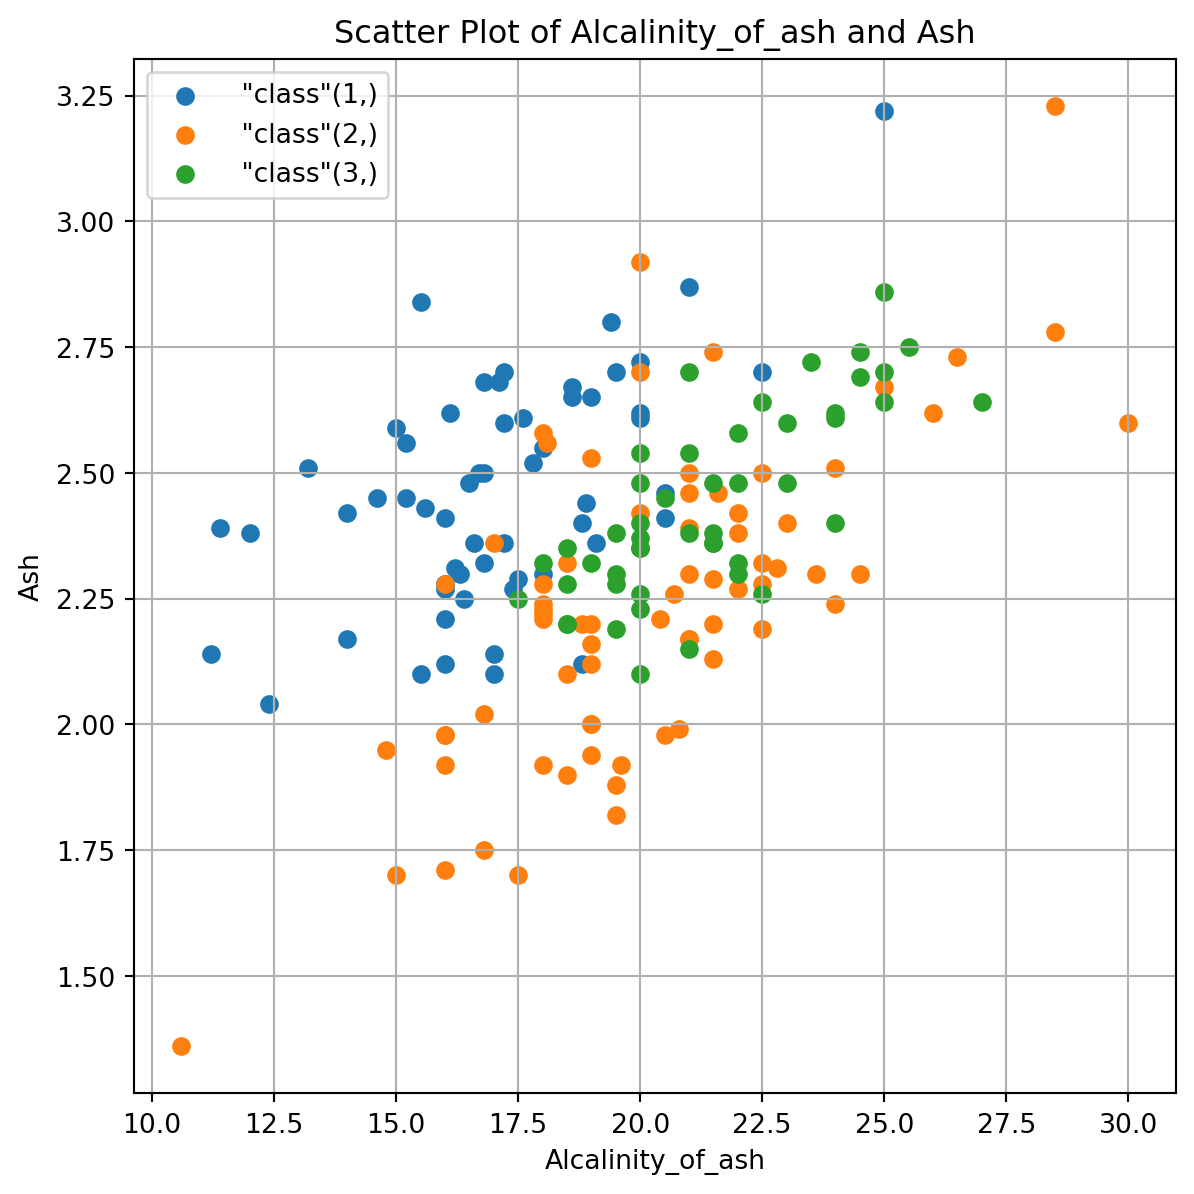 Scatter Plot of Alcalinity_of_ash and Ash
"class"(1,)
"class"(2,)
"class"(3,)
3.25
3.00
2.75
2.50
2.25
2.00
1.75
1.50
Ash
10.0 12.5 15.0 17.5 20.0 22.5 25.0 27.5 30.0
Alcalinity_of_ash